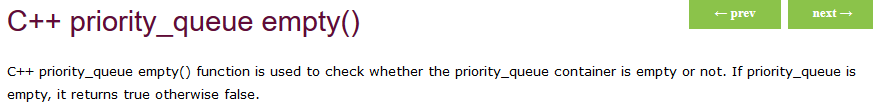 C++ priority_queue empty()
← prev
next →
C++ priority_queue empty() function is used to check whether the priority_queue container is empty or not. If priority_queue is
empty, it returns true otherwise false.